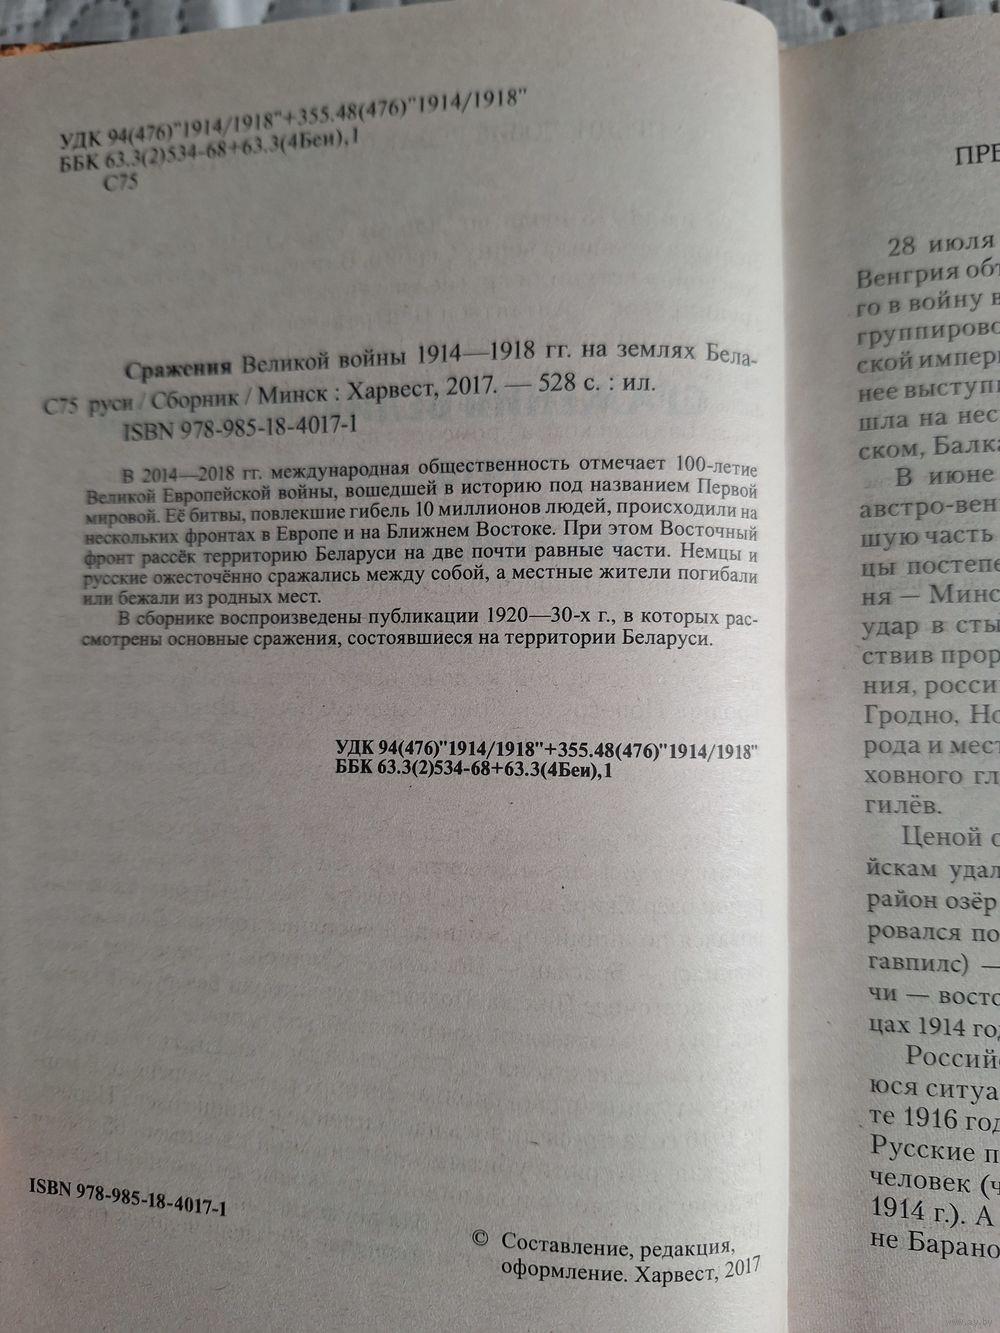 УДК 94(476)"1914/1918"+355.48(476)"1914/1918"
ББК 63.3(2)534-68+63.3(4Беи),1
С75
Сражения Великой войны 1914—1918 гг. на землях Бела-
С75 руси / Сборник / Минск : Харвест, 2017. — 528 с. : ил.
ISBN 978-985-18-4017-1
В 2014—2018 гг. международная общественность отмечает 100-летие
Великой Европейской войны, вошедшей в историю под названием Первой
мировой. Её битвы, повлекшие гибель 10 миллионов людей, происходили на
нескольких фронтах в Европе и на Ближнем Востоке. При этом Восточный
фронт рассёк территорию Беларуси на две почти равные части. Немцы и
русские ожесточённо сражались между собой, а местные жители погибали
или бежали из родных мест.
В сборнике воспроизведены публикации 1920—30-х г., в которых рас-
смотрены основные сражения, состоявшиеся на территории Беларуси.
УДК 94(476)"1914/1918"+355.48(476)"1914/1918"
ББК 63.3(2)534-68+63.3(4Беи),1
ISBN 978-985-18-4017-1
© Составление, редакция,
оформление. Харвест, 2017
ПРЕ
28 июля
Венгрия объ
го в войну в
группиров
ской импер
нее выступи
шла на нес
ском, Балка
В июне
австро-вен
шую часть
цы постепе
ня — Минс
удар в сты
ствив прор
ния, росси
Гродно, Но
рода и мест
ховного гл
гилёв.
Ценой с
йскам удал
район озёр
ровался по
гавпилс) —
чи — восто
цах 1914 год
Российс
юся ситуа
те 1916 год
Русские п
человек (ч
1914 г.). А
не Барано
www.ay.by